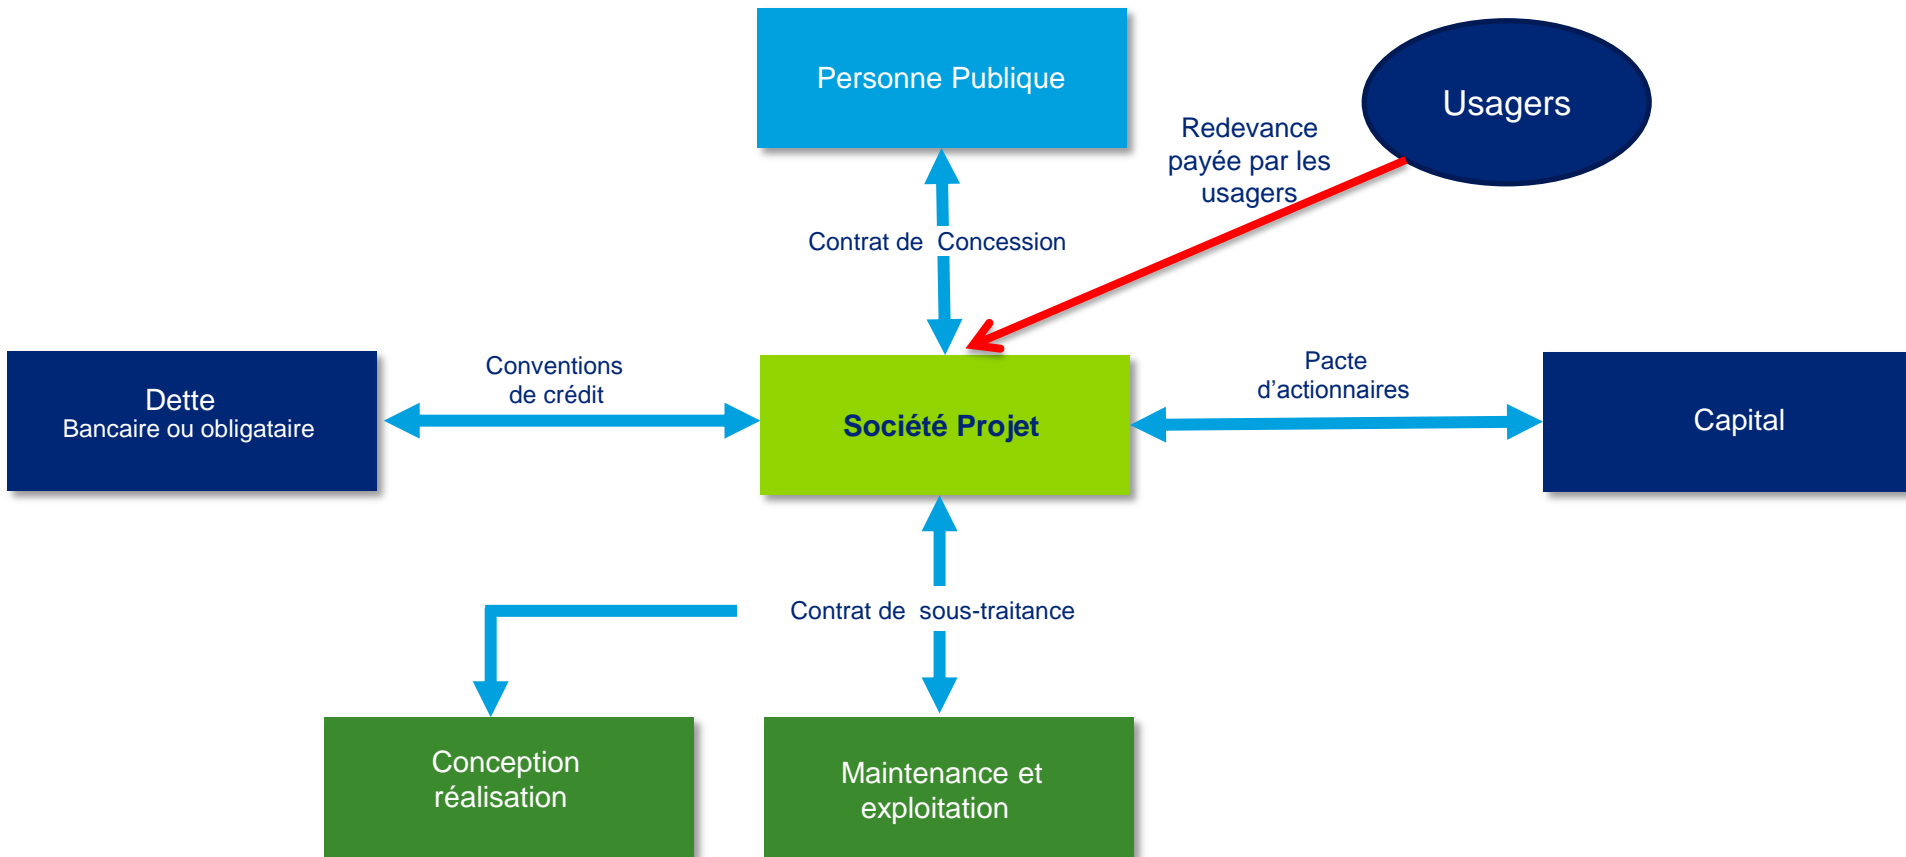 Personne Publique
Usagers
Redevance
payée par les
usagers
Contrat de Concession
Dette
Bancaire ou obligataire
Conventions
de crédit
Société Projet
Pacte
d'actionnaires
Capital
Contrat de sous-traitance
Conception
réalisation
Maintenance et
exploitation